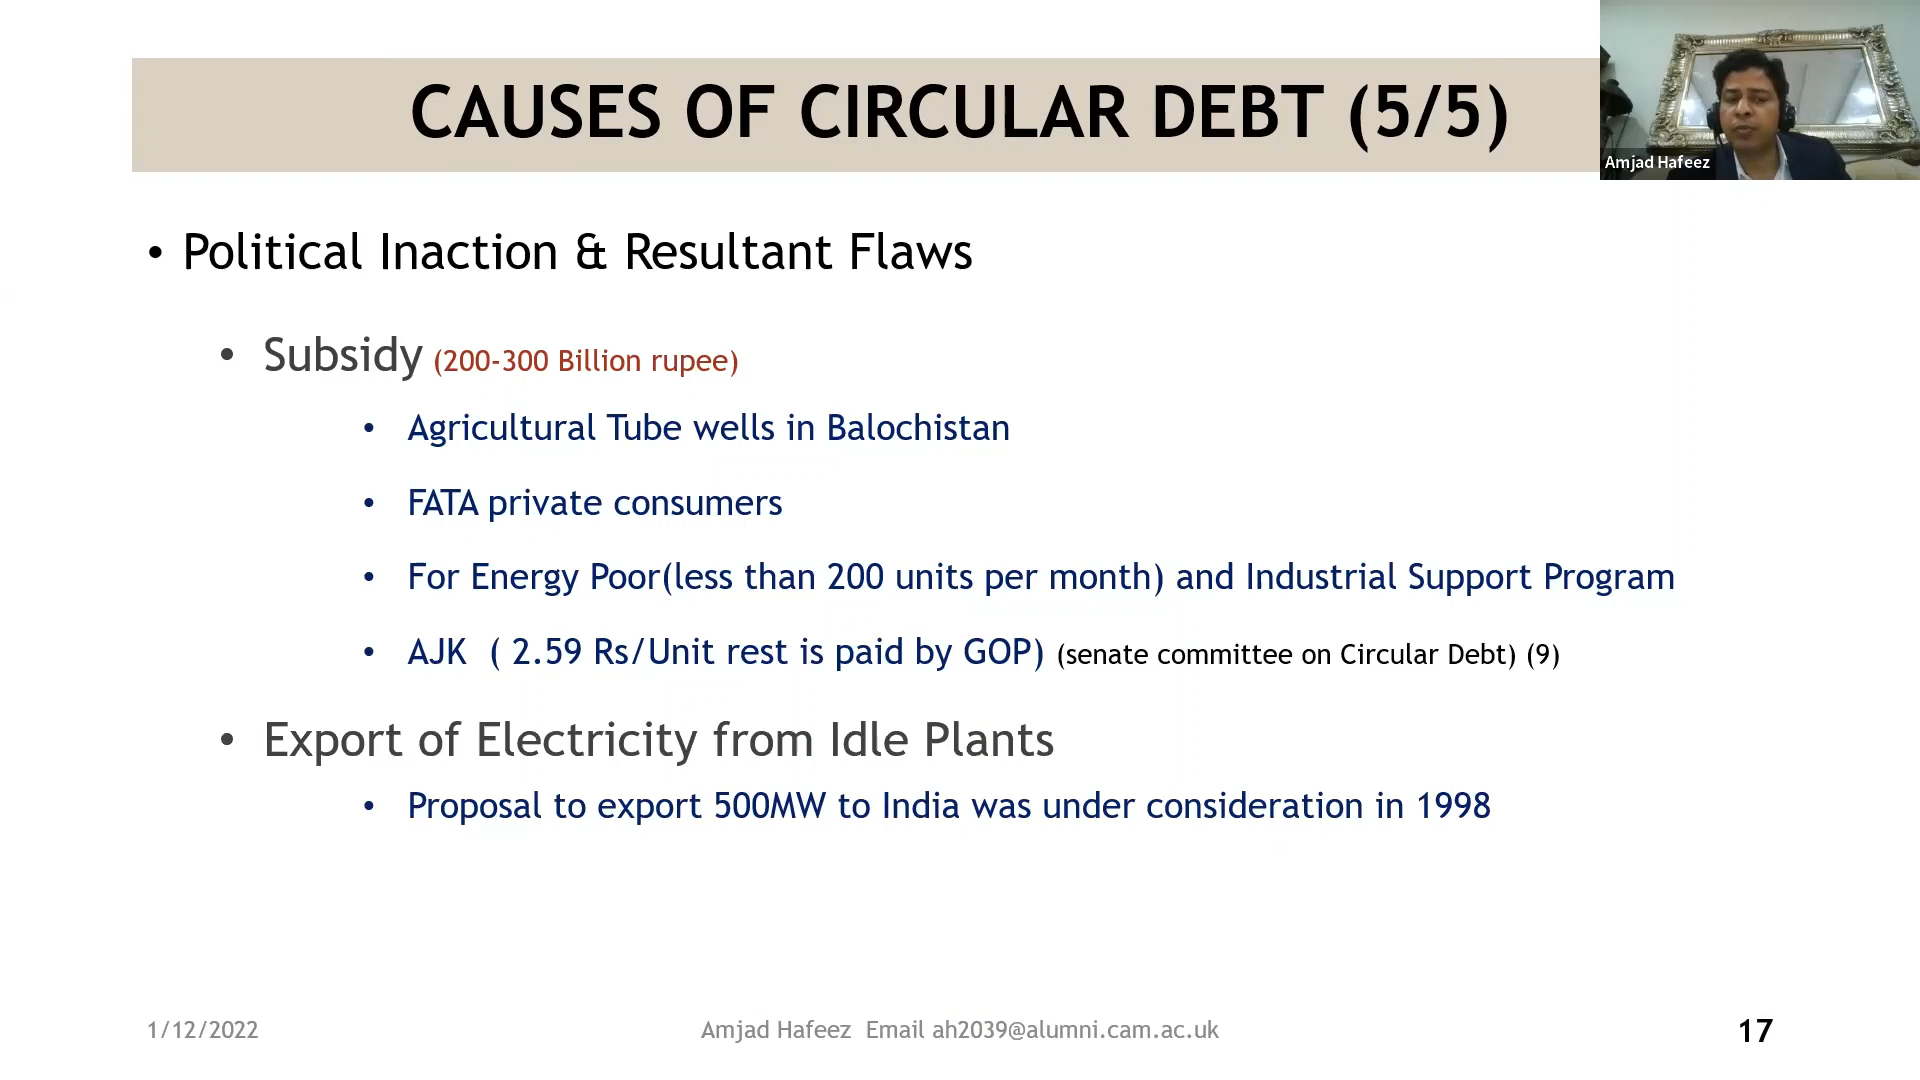 CAUSES OF CIRCULAR DEBT (5/5)
Amjad Hafeez
• Political Inaction & Resultant Flaws
• Subsidy (200-300 Billion rupee)
• Agricultural Tube wells in Balochistan
• FATA private consumers
• For Energy Poor(less than 200 units per month) and Industrial Support Program
• AJK ( 2.59 Rs/Unit rest is paid by GOP) (senate committee on Circular Debt) (9)
• Export of Electricity from Idle Plants
• Proposal to export 500MW to India was under consideration in 1998
1/12/2022
Amjad Hafeez Email ah2039@alumni.cam.ac.uk
17